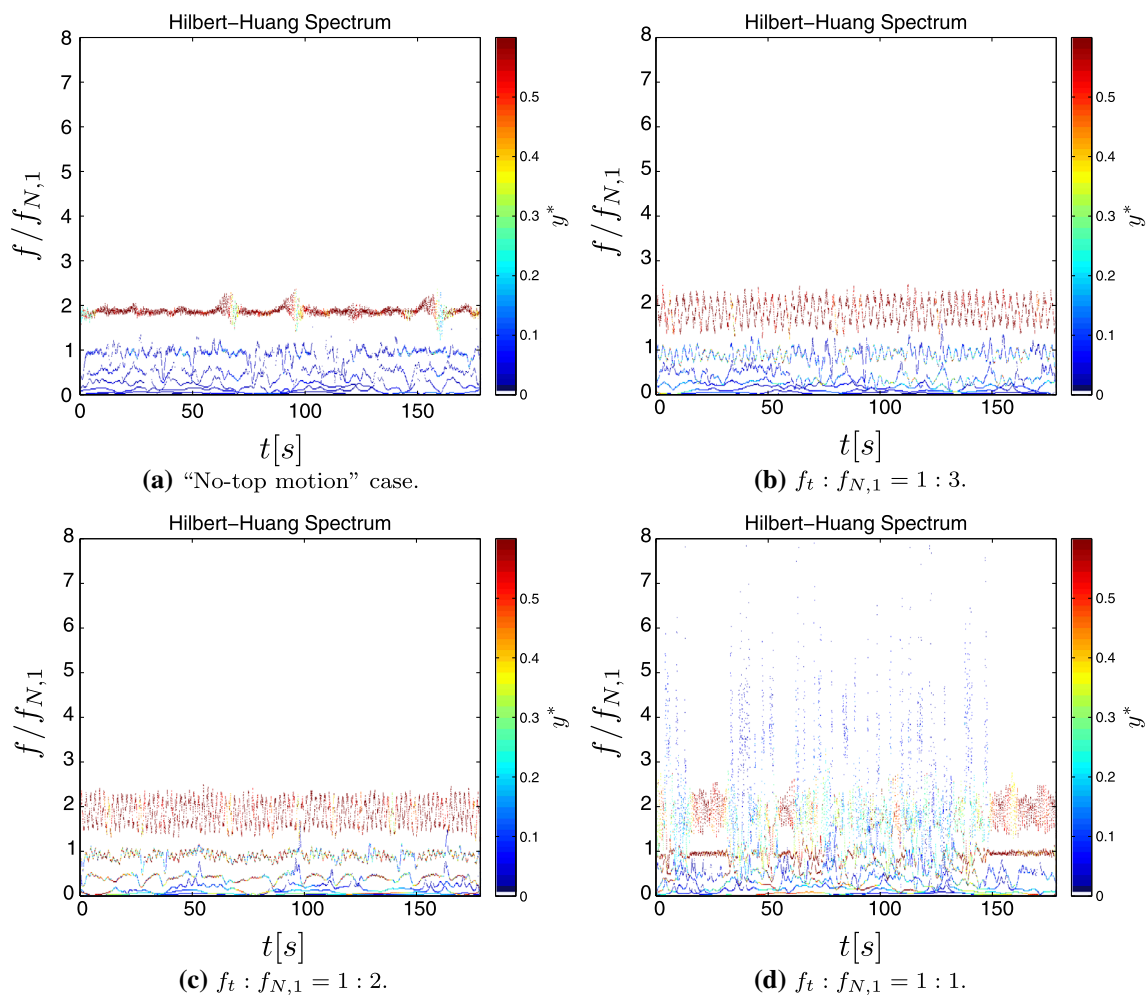 Hilbert−Huang Spectrum
8
7
6
5
4
3
2
1
0
f/f_{N,1}
0 50 100 150
t[s]
0.5
0.4
0.3
0.2
0.1
0
y*
(a) “No-top motion” case.
Hilbert−Huang Spectrum
8
7
6
5
4
3
2
1
0
f/f_{N,1}
0 50 100 150
t[s]
0.5
0.4
0.3
0.2
0.1
0
y*
(b) f_t : f_{N,1} = 1 : 3.
Hilbert−Huang Spectrum
8
7
6
5
4
3
2
1
0
f/f_{N,1}
0 50 100 150
t[s]
0.5
0.4
0.3
0.2
0.1
0
y*
(c) f_t : f_{N,1} = 1 : 2.
Hilbert−Huang Spectrum
8
7
6
5
4
3
2
1
0
f/f_{N,1}
0 50 100 150
t[s]
0.5
0.4
0.3
0.2
0.1
0
y*
(d) f_t : f_{N,1} = 1 : 1.